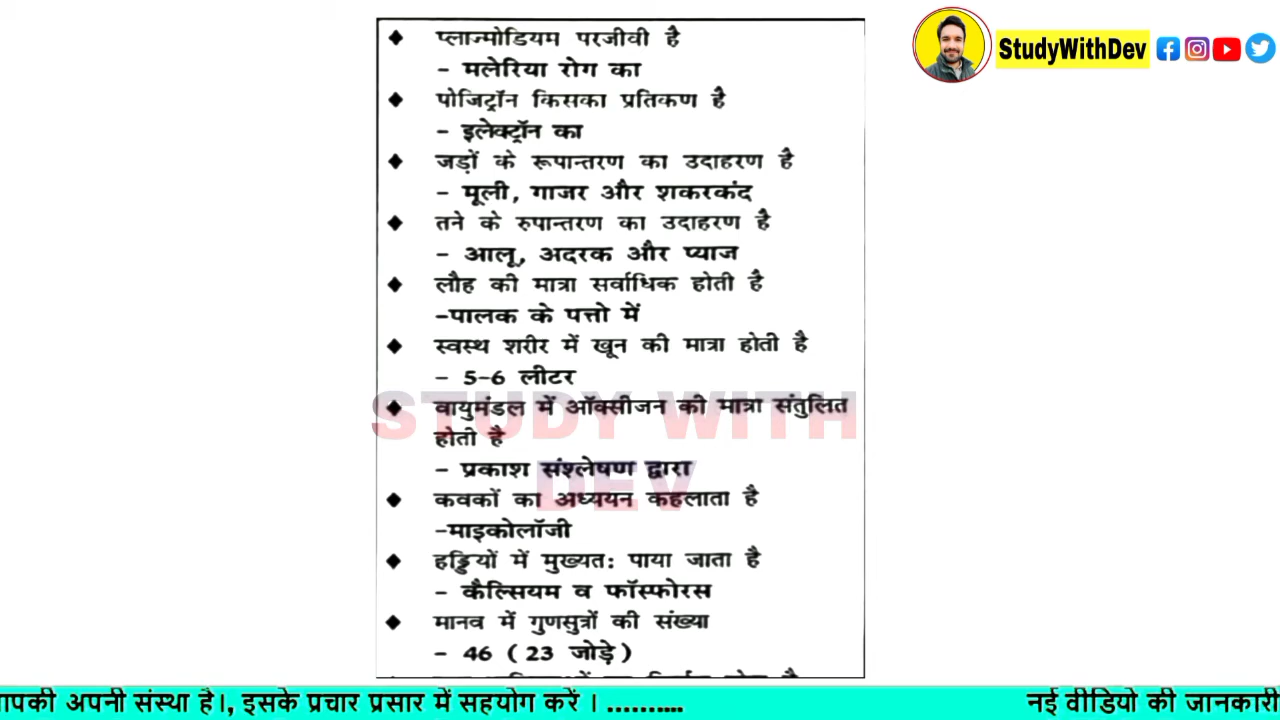 StudyWithDev
◆ प्लाज्मोडियम परजीवी है
– मलेरिया रोग का
◆ पोजिट्रॉन किसका प्रतिकण है
– इलेक्ट्रॉन का
◆ जड़ों के रूपान्तरण का उदाहरण है
– मूली, गाजर और शकरकंद
◆ तने के रुपान्तरण का उदाहरण है
– आलू, अदरक और प्याज
◆ लौह की मात्रा सर्वाधिक होती है
–पालक के पत्तो में
◆ स्वस्थ शरीर में खून की मात्रा होती है
– 5–6 लीटर
◆ वायुमंडल में ऑक्सीजन की मात्रा संतुलित
होती है
– प्रकाश संश्लेषण द्वारा
◆ कवकों का अध्ययन कहलाता है
–माइकोलॉजी
◆ हड्डियों में मुख्यत: पाया जाता है
– कैल्सियम व फॉस्फोरस
◆ मानव में गुणसुत्रों की संख्या
– 46 ( 23 जोड़े )
STUDY WITH
DEV
अपनी संस्था है।, इसके प्रचार प्रसार में सहयोग करें । .......... नई वीडियो की जानकारी